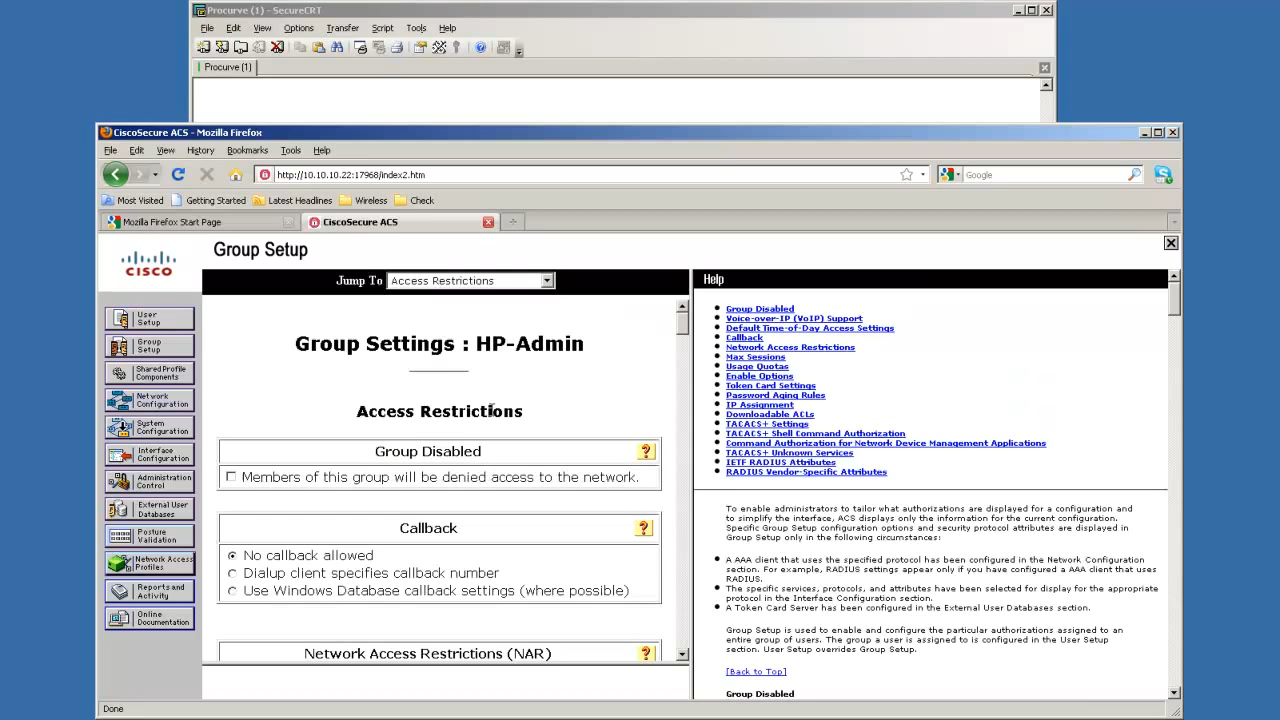 Procurve (1) - SecureCRT
File Edit View Options Transfer Script Tools Help
Procurve (1)
CiscoSecure ACS - Mozilla Firefox
File Edit View History Bookmarks Tools Help
http://10.10.10.22:17968/index2.htm
Google
Most Visited Getting Started Latest Headlines Wireless Check
Mozilla Firefox Start Page
CiscoSecure ACS
CISCO
Group Setup
User Setup
Group Setup
Shared Profile Components
Network Configuration
System Configuration
Interface Configuration
Administration Control
External User Databases
Posture Validation
Network Access Profiles
Reports and Activity
Online Documentation
Jump To Access Restrictions
Group Settings : HP-Admin
Access Restrictions
Group Disabled ?
Members of this group will be denied access to the network.
Callback ?
No callback allowed
Dialup client specifies callback number
Use Windows Database callback settings (where possible)
Network Access Restrictions (NAR) ?
Help
Group Disabled
Voice-over-IP (VoIP) Support
Default Time-of-Day Access Settings
Callback
Network Access Restrictions
Max Sessions
Usage Quotas
Enable Options
Token Card Settings
Password Aging Rules
IP Assignment
Downloadable ACLs
TACACS+ Settings
TACACS+ Shell Command Authorization
Command Authorization for Network Device Management Applications
TACACS+ Unknown Services
IETF RADIUS Attributes
RADIUS Vendor-Specific Attributes
To enable administrators to tailor what authorizations are displayed for a configuration and
to simplify the interface, ACS displays only the information for the current configuration.
Specific Group Setup configuration options and security protocol attributes are displayed in
Group Setup only in the following circumstances:
A AAA client that uses the specified protocol has been configured in the Network Configuration
section. For example, RADIUS settings appear only if you have configured a AAA client that uses
RADIUS.
The specific services, protocols, and attributes have been selected for display for the appropriate
protocol in the Interface Configuration section.
A Token Card Server has been configured in the External User Databases section.
Group Setup is used to enable and configure the particular authorizations assigned to an
entire group of users. The group a user is assigned to is configured in the User Setup
section. User Setup overrides Group Setup.
[Back to Top]
Group Disabled
Done